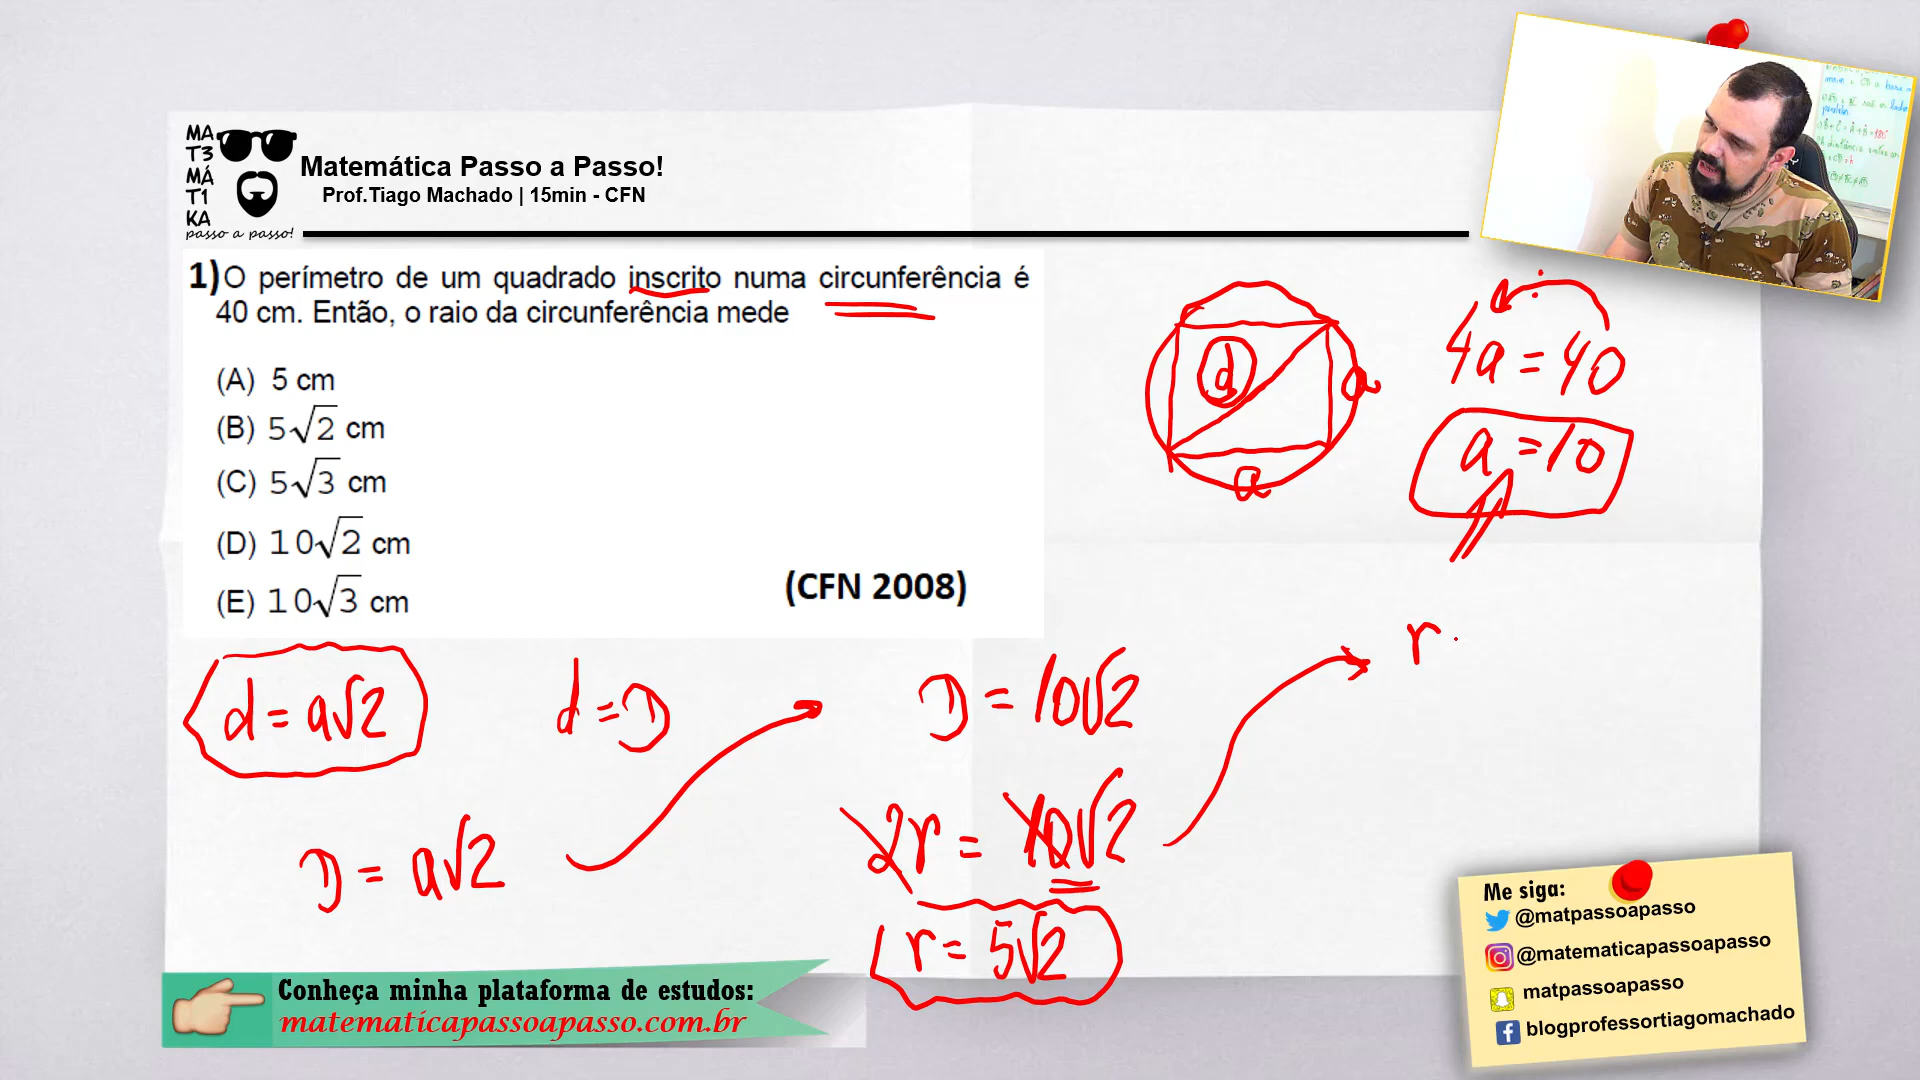 MA
T3
MÁ
T1
KA
passo a passo!
Matemática Passo a Passo!
Prof.Tiago Machado | 15min - CFN
1) O perímetro de um quadrado inscrito numa circunferência é
40 cm. Então, o raio da circunferência mede
(A) 5 cm
(B) 5√2 cm
(C) 5√3 cm
(D) 10√2 cm
(E) 10√3 cm
(CFN 2008)
d
a
a
4a = 40
a = 10
d = a√2
d = D
D = 10√2
r
D = a√2
2r = 10√2
r = 5√2
Conheça minha plataforma de estudos:
matematicapassoapasso.com.br
Me siga:
@matpassoapasso
@matematicapassoapasso
matpassoapasso
blogprofessortiagomachado